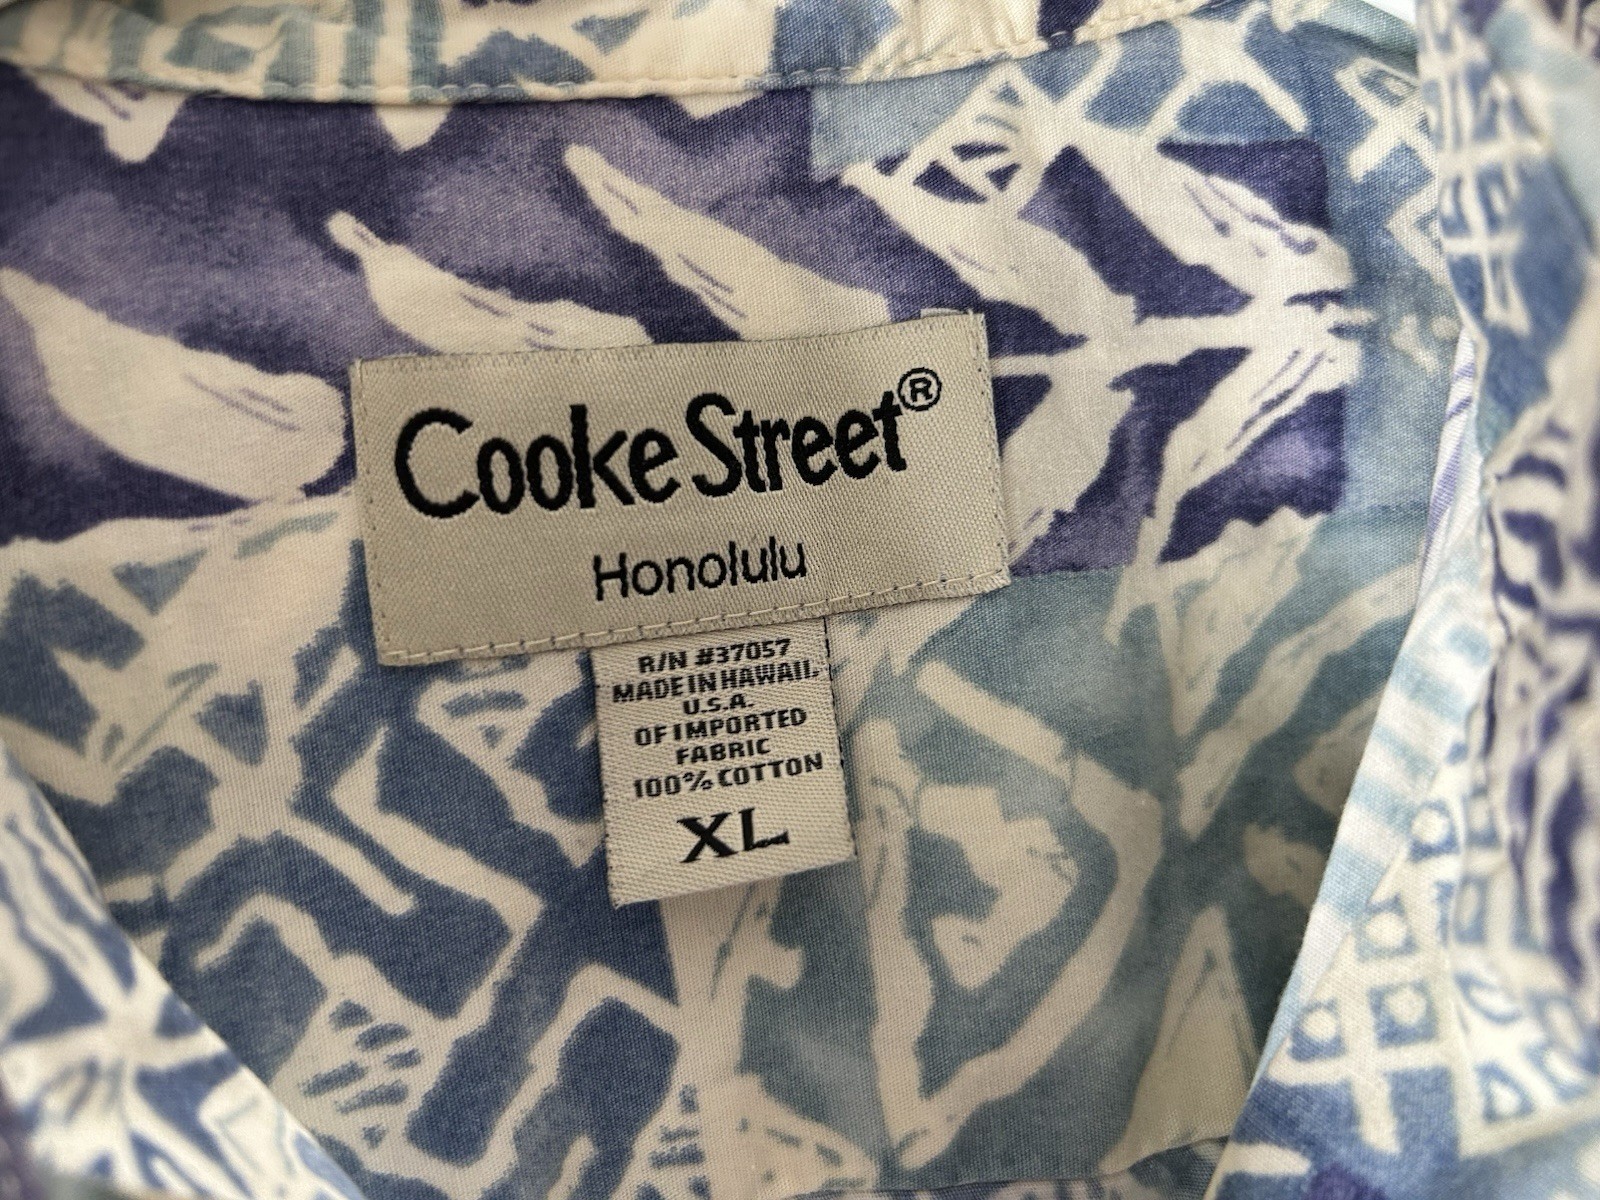 Cooke Street®
Honolulu
R/N #37057
MADE IN HAWAII,
U.S.A.
OF IMPORTED
FABRIC
100% COTTON
XL